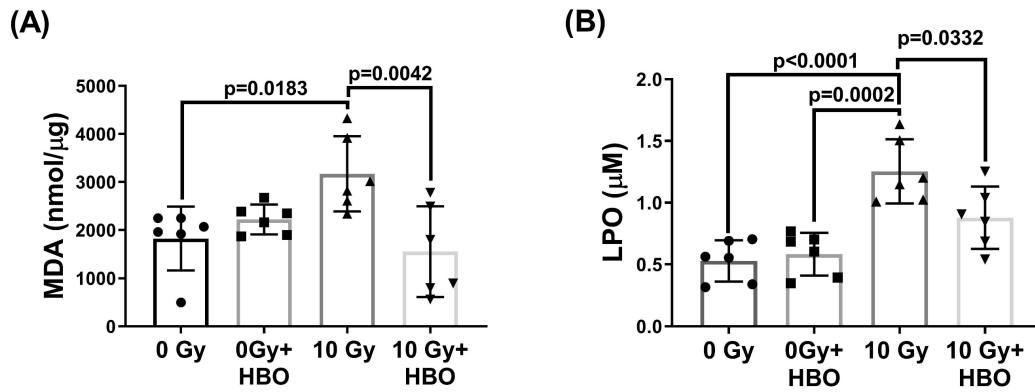 (A)
MDA (nmol/μg)
5000
4000
3000
2000
1000
0
p=0.0183
p=0.0042
0 Gy
0Gy+
HBO
10 Gy
10 Gy+
HBO
(B)
LPO (μM)
2.0
1.5
1.0
0.5
0.0
p<0.0001
p=0.0332
p=0.0002
0 Gy
0Gy+
HBO
10 Gy
10 Gy+
HBO